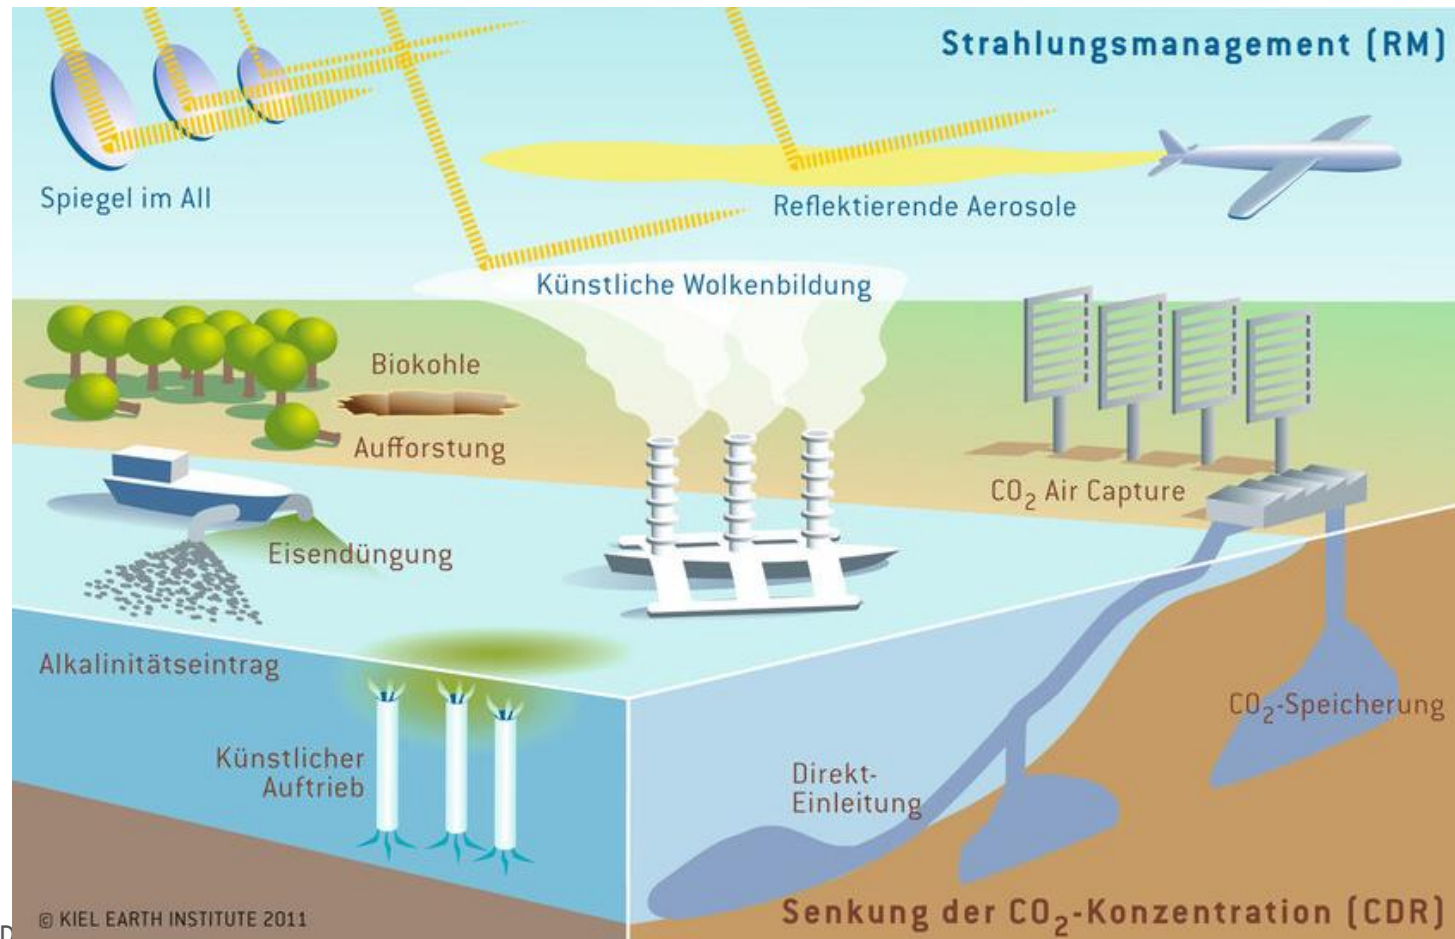 Strahlungsmanagement (RM)
Spiegel im All
Reflektierende Aerosole
Künstliche Wolkenbildung
Biokohle
Aufforstung
CO₂ Air Capture
Eisendüngung
Alkalinitätseintrag
CO₂-Speicherung
Künstlicher
Auftrieb
Direkt-
Einleitung
Senkung der CO₂-Konzentration (CDR)
© KIEL EARTH INSTITUTE 2011